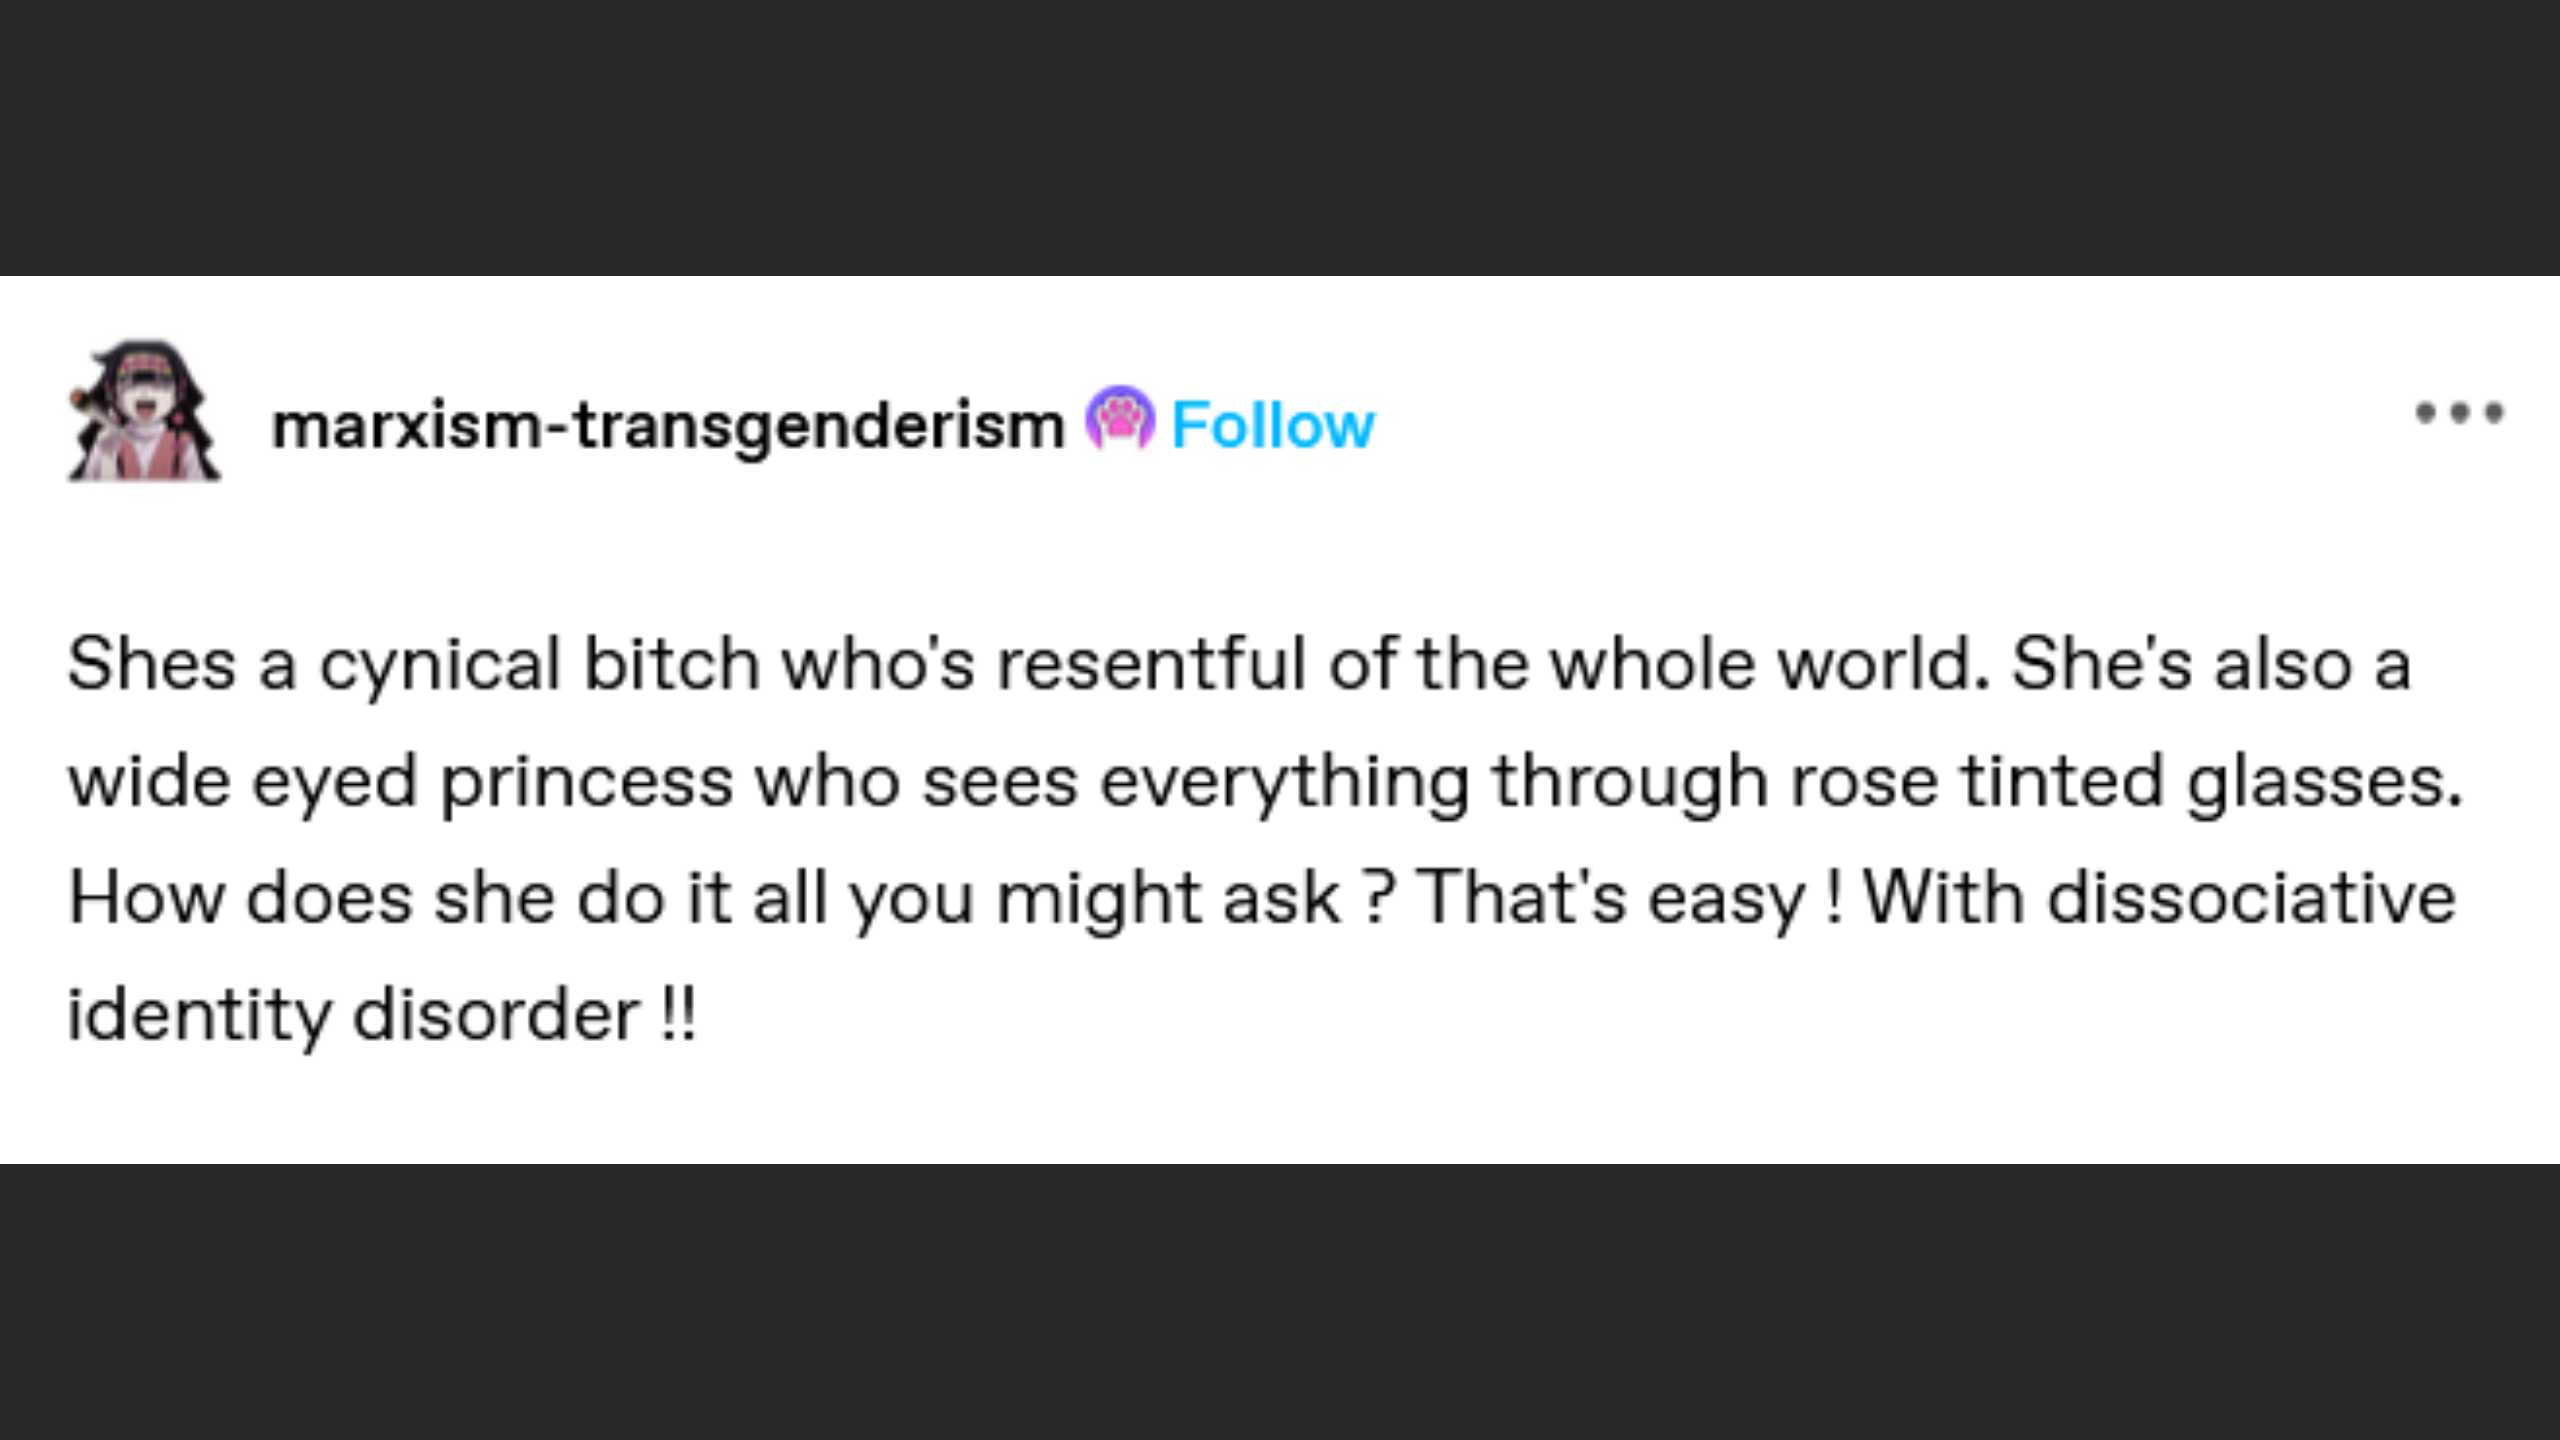 marxism-transgenderism Follow
Shes a cynical bitch who's resentful of the whole world. She's also a
wide eyed princess who sees everything through rose tinted glasses.
How does she do it all you might ask ? That's easy ! With dissociative
identity disorder !!